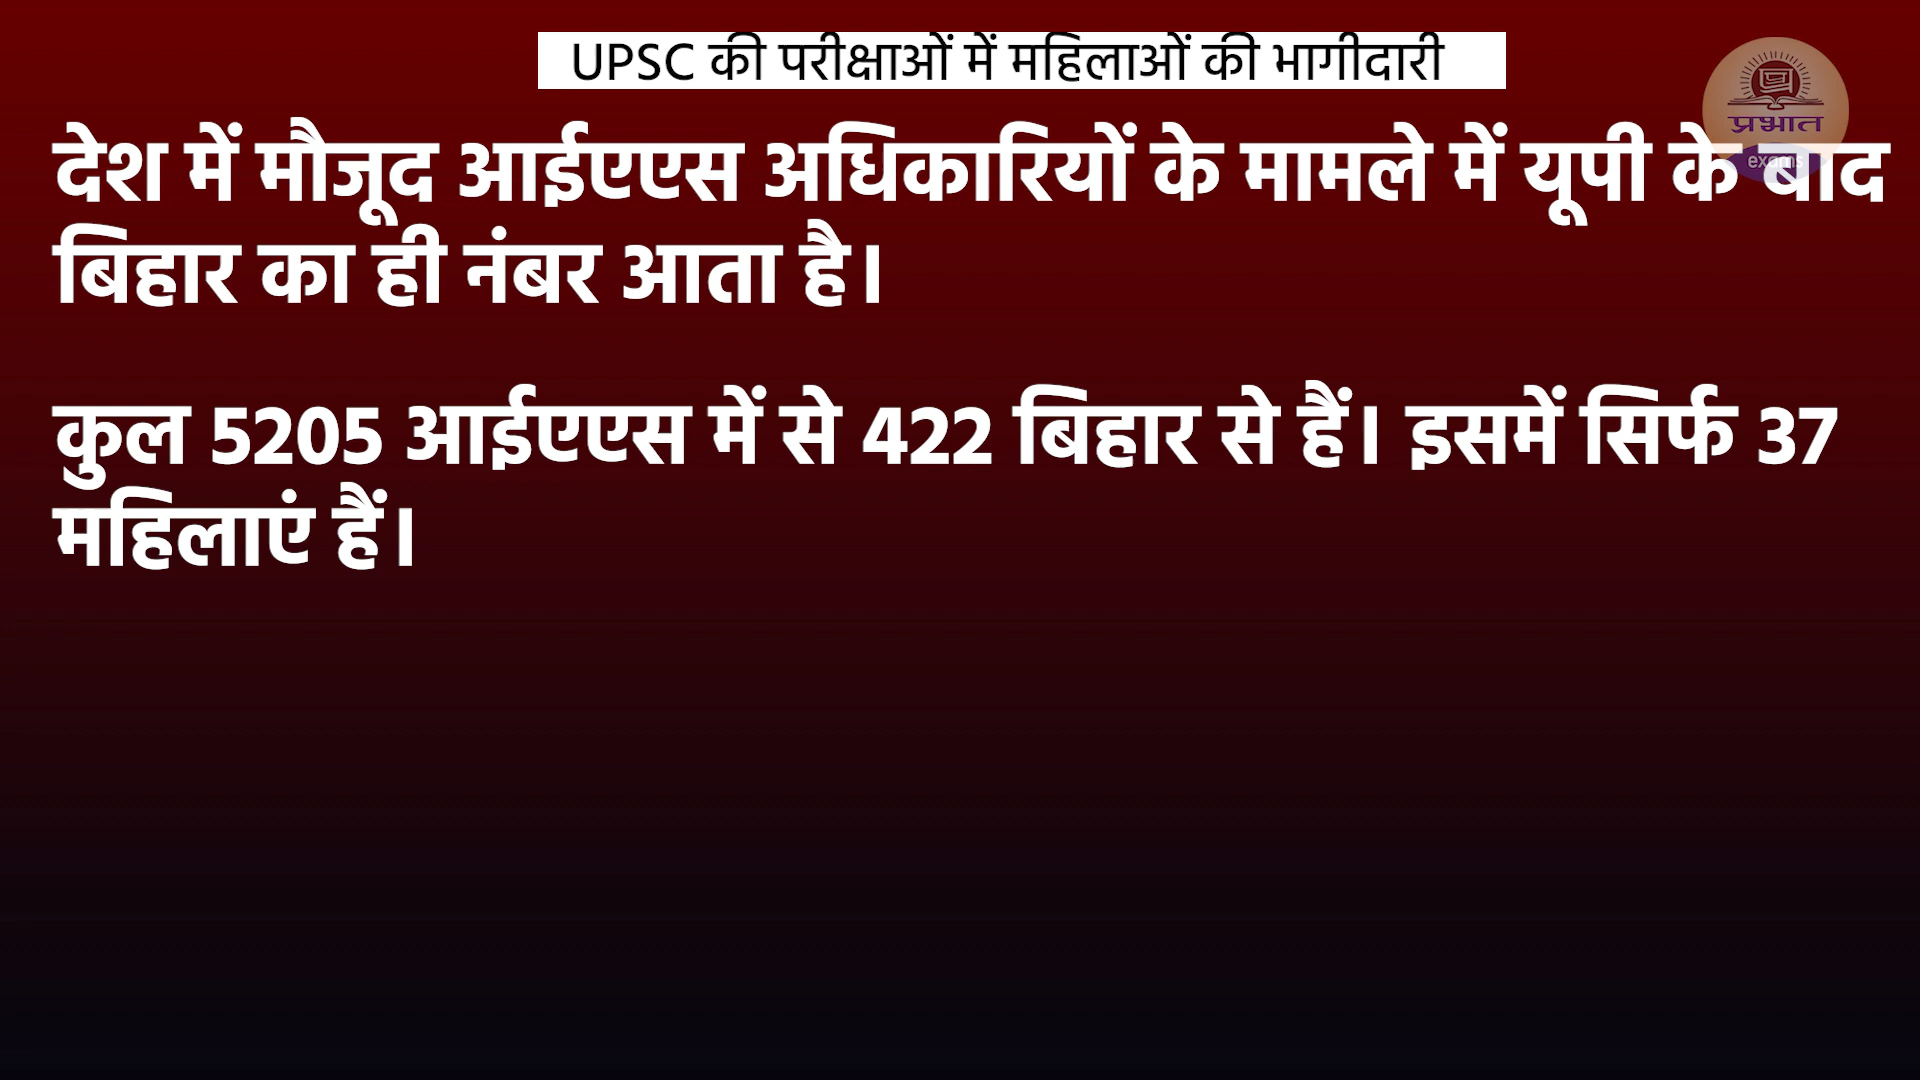 UPSC की परीक्षाओं में महिलाओं की भागीदारी
प्रभात
exams
देश में मौजूद आईएएस अधिकारियों के मामले में यूपी के बाद
बिहार का ही नंबर आता है।
कुल 5205 आईएएस में से 422 बिहार से हैं। इसमें सिर्फ 37
महिलाएं हैं।